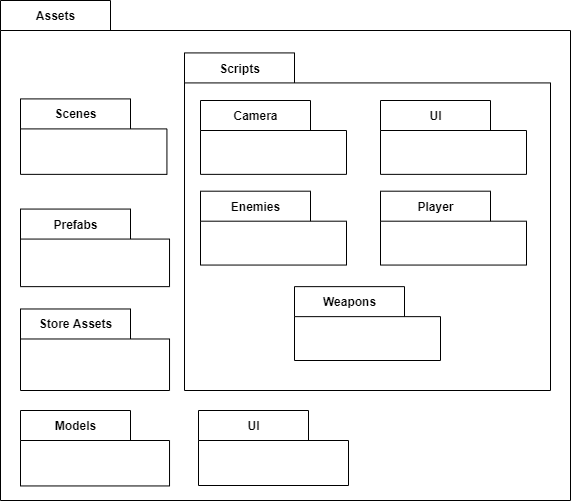 Assets
Scripts
Scenes
Camera
UI
Enemies
Player
Prefabs
Weapons
Store Assets
Models
UI